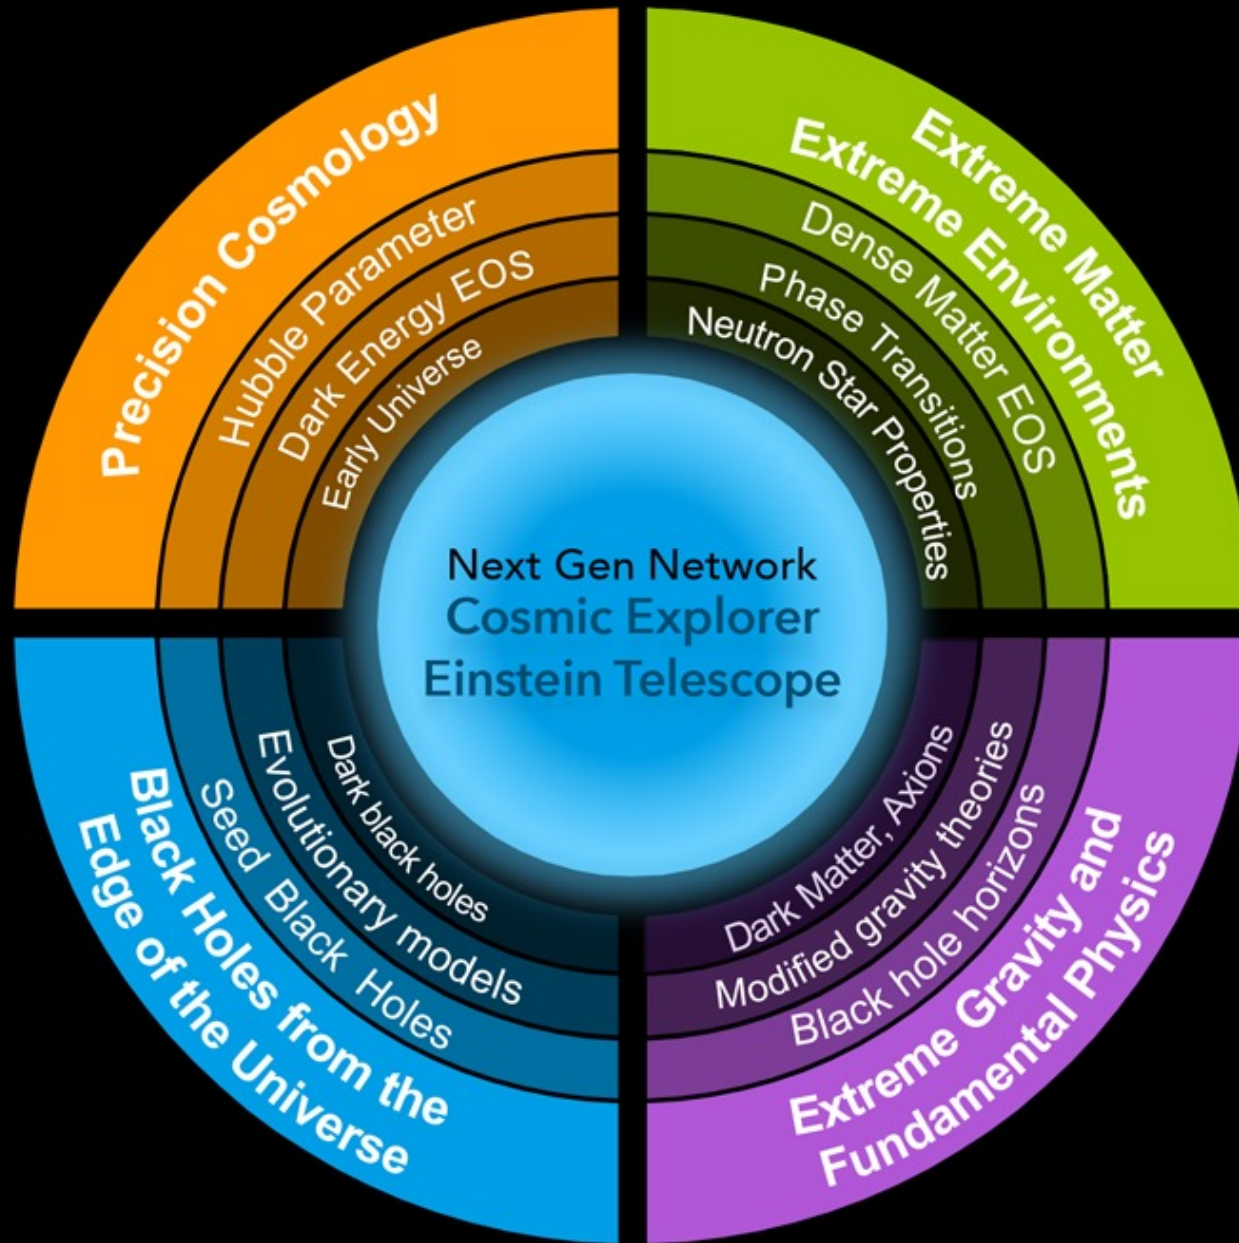 Precision Cosmology
Hubble Parameter
Dark Energy EOS
Early Universe
Extreme Matter
Extreme Environments
Dense Matter EOS
Phase Transitions
Neutron Star Properties
Next Gen Network
Cosmic Explorer
Einstein Telescope
Dark black holes
Evolutionary models
Seed Black Holes
Black Holes from the
Edge of the Universe
Dark Matter, Axions
Modified gravity theories
Black hole horizons
Extreme Gravity and
Fundamental Physics